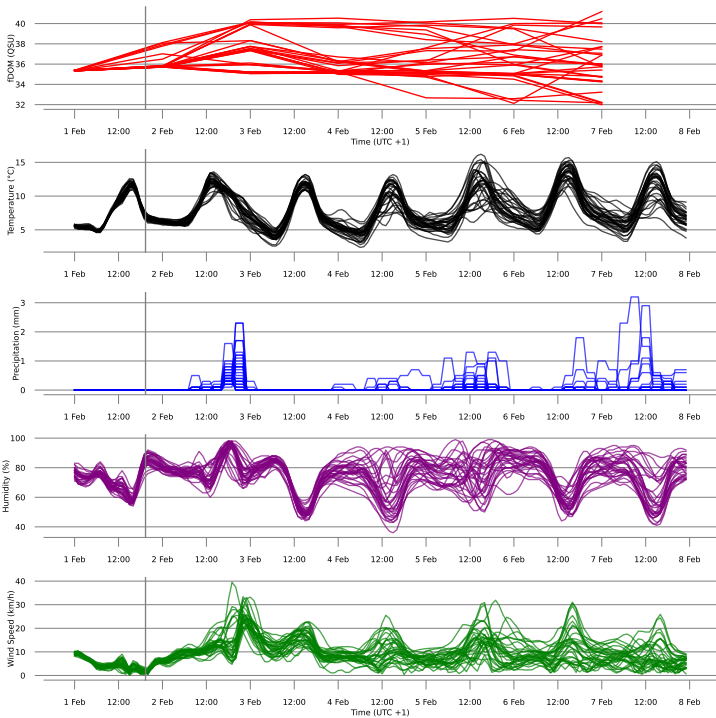 fDOM (QSU)
40
38
36
34
32
1 Feb 12:00 2 Feb 12:00 3 Feb 12:00 4 Feb 12:00 5 Feb 12:00 6 Feb 12:00 7 Feb 12:00 8 Feb
Time (UTC +1)
Temperature (°C)
15
10
5
1 Feb 12:00 2 Feb 12:00 3 Feb 12:00 4 Feb 12:00 5 Feb 12:00 6 Feb 12:00 7 Feb 12:00 8 Feb
Precipitation (mm)
3
2
1
0
1 Feb 12:00 2 Feb 12:00 3 Feb 12:00 4 Feb 12:00 5 Feb 12:00 6 Feb 12:00 7 Feb 12:00 8 Feb
Humidity (%)
100
80
60
40
1 Feb 12:00 2 Feb 12:00 3 Feb 12:00 4 Feb 12:00 5 Feb 12:00 6 Feb 12:00 7 Feb 12:00 8 Feb
Wind Speed (km/h)
40
30
20
10
0
1 Feb 12:00 2 Feb 12:00 3 Feb 12:00 4 Feb 12:00 5 Feb 12:00 6 Feb 12:00 7 Feb 12:00 8 Feb
Time (UTC +1)